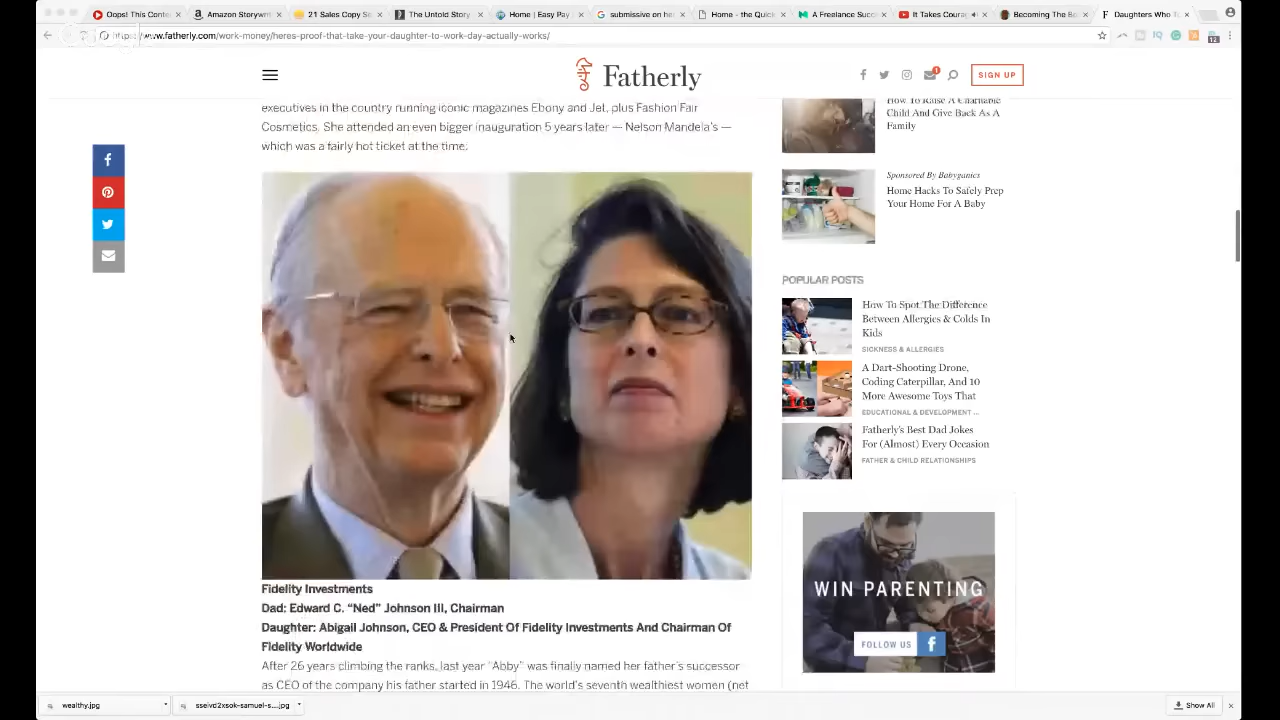 Oops! This Conte
Amazon Storywr
21 Sales Copy Se
The Untold Story
Home | Easy Pay
submissive on he
Home - the Quick
A Freelance Succ
It Takes Courag
Becoming The Bo
Daughters Who T
www.fatherly.com/work-money/heres-proof-that-take-your-daughter-to-work-day-actually-works/
12
Fatherly
1
SIGN UP
executives in the country running iconic magazines Ebony and Jet, plus Fashion Fair
Cosmetics. She attended an even bigger inauguration 5 years later — Nelson Mandela's —
which was a fairly hot ticket at the time.
Fidelity Investments
Dad: Edward C. "Ned" Johnson III, Chairman
Daughter: Abigail Johnson, CEO & President Of Fidelity Investments And Chairman Of
Fidelity Worldwide
After 26 years climbing the ranks, last year "Abby" was finally named her father's successor
as CEO of the company his father started in 1946. The world's seventh wealthiest women (net
How To Raise A Charitable
Child And Give Back As A
Family
Sponsored By Babyganics
Home Hacks To Safely Prep
Your Home For A Baby
POPULAR POSTS
How To Spot The Difference
Between Allergies & Colds In
Kids
SICKNESS & ALLERGIES
A Dart-Shooting Drone,
Coding Caterpillar, And 10
More Awesome Toys That
EDUCATIONAL & DEVELOPMENT ...
Fatherly's Best Dad Jokes
For (Almost) Every Occasion
FATHER & CHILD RELATIONSHIPS
WIN PARENTING
FOLLOW US
wealthy.jpg
sseivd2xsok-samuel-s....jpg
Show All